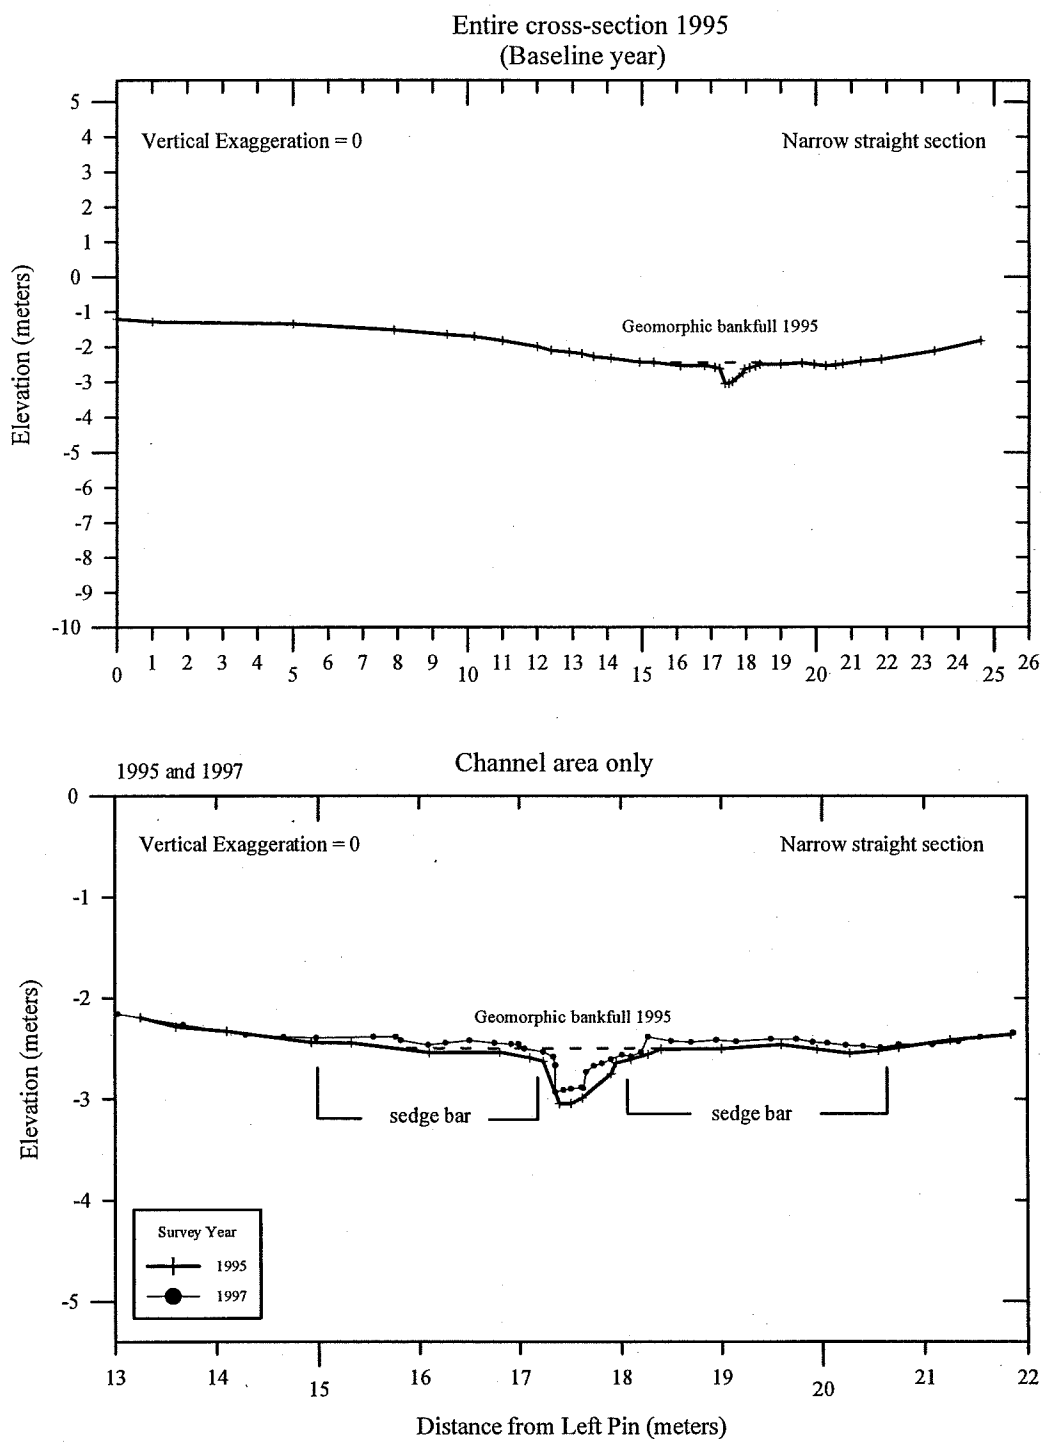 Entire cross-section 1995
(Baseline year)
Vertical Exaggeration = 0
Narrow straight section
5
4
3
2
1
0
-1
-2
-3
-4
-5
-6
-7
-8
-9
-10
Elevation (meters)
Geomorphic bankfull 1995
0 1 2 3 4 5 6 7 8 9 10 11 12 13 14 15 16 17 18 19 20 21 22 23 24 25 26
1995 and 1997
Channel area only
Vertical Exaggeration = 0
Narrow straight section
0
-1
-2
-3
-4
-5
Elevation (meters)
Geomorphic bankfull 1995
sedge bar
sedge bar
Survey Year
1995
1997
13 14 15 16 17 18 19 20 21 22
Distance from Left Pin (meters)